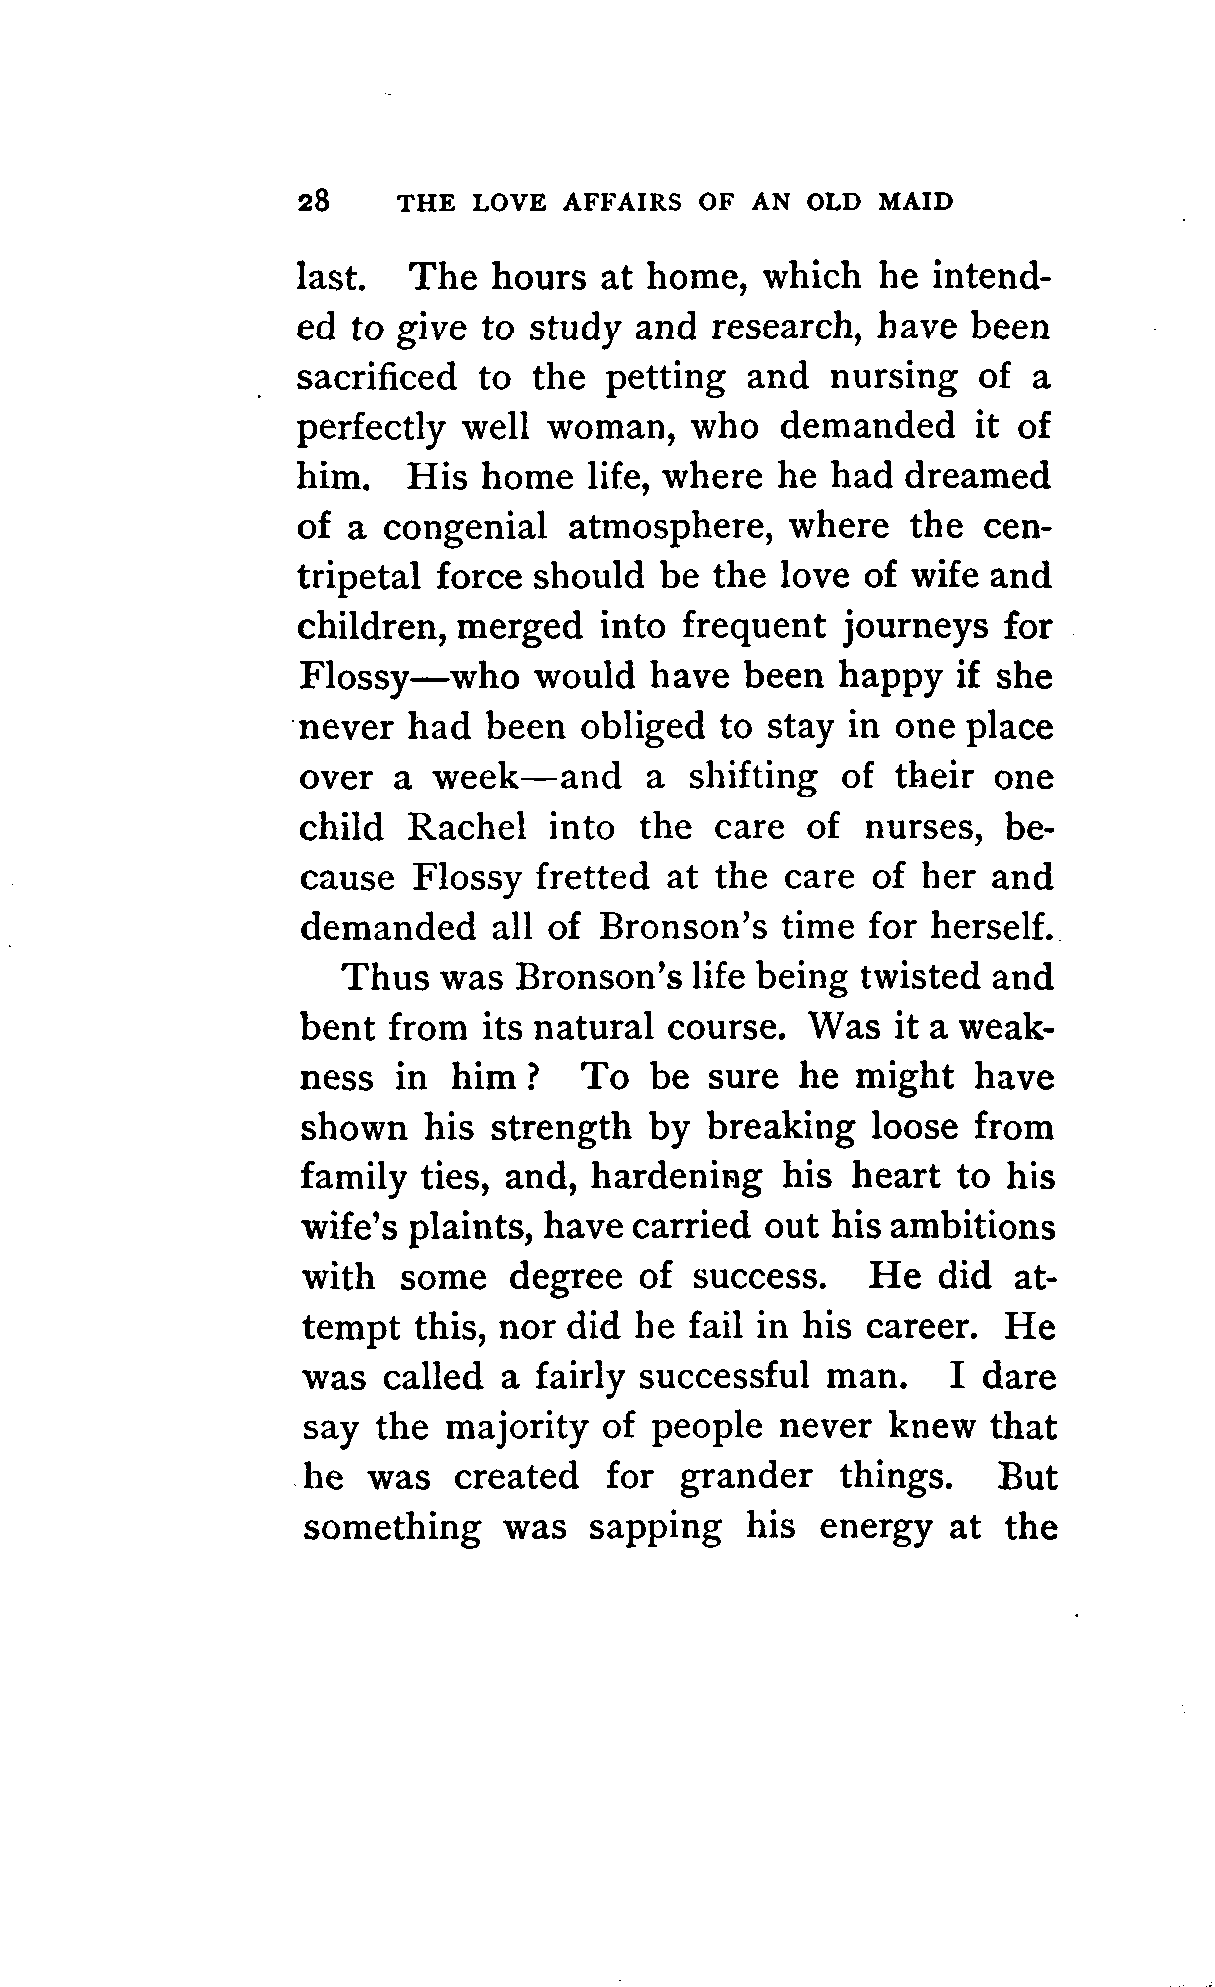 28 THE LOVE AFFAIRS OF AN OLD MAID
last. The hours at home, which he intend-
ed to give to study and research, have been
sacrificed to the petting and nursing of a
perfectly well woman, who demanded it of
him. His home life, where he had dreamed
of a congenial atmosphere, where the cen-
tripetal force should be the love of wife and
children, merged into frequent journeys for
Flossy—who would have been happy if she
never had been obliged to stay in one place
over a week—and a shifting of their one
child Rachel into the care of nurses, be-
cause Flossy fretted at the care of her and
demanded all of Bronson's time for herself.
Thus was Bronson's life being twisted and
bent from its natural course. Was it a weak-
ness in him ? To be sure he might have
shown his strength by breaking loose from
family ties, and, hardening his heart to his
wife's plaints, have carried out his ambitions
with some degree of success. He did at-
tempt this, nor did he fail in his career. He
was called a fairly successful man. I dare
say the majority of people never knew that
he was created for grander things. But
something was sapping his energy at the